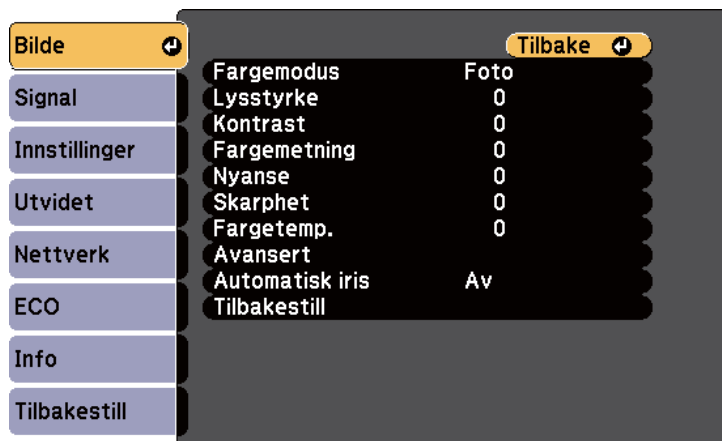 Bilde
Signal
Innstillinger
Utvidet
Nettverk
ECO
Info
Tilbakestill
Tilbake
Fargemodus Foto
Lysstyrke 0
Kontrast 0
Fargemetning 0
Nyanse 0
Skarphet 0
Fargetemp. 0
Avansert
Automatisk iris Av
Tilbakestill